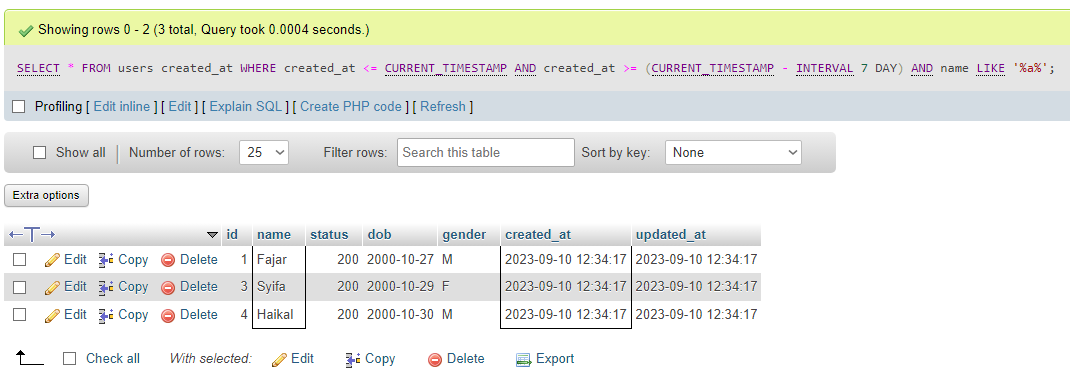 Showing rows 0 - 2 (3 total, Query took 0.0004 seconds.)
SELECT * FROM users created_at WHERE created_at <= CURRENT_TIMESTAMP AND created_at >= (CURRENT_TIMESTAMP - INTERVAL 7 DAY) AND name LIKE '%a%';
Profiling [ Edit inline ] [ Edit ] [ Explain SQL ] [ Create PHP code ] [ Refresh ]
Show all Number of rows: 25 Filter rows: Search this table Sort by key: None
Extra options
id name status dob gender created_at updated_at
Edit Copy Delete 1 Fajar 200 2000-10-27 M 2023-09-10 12:34:17 2023-09-10 12:34:17
Edit Copy Delete 3 Syifa 200 2000-10-29 F 2023-09-10 12:34:17 2023-09-10 12:34:17
Edit Copy Delete 4 Haikal 200 2000-10-30 M 2023-09-10 12:34:17 2023-09-10 12:34:17
Check all With selected: Edit Copy Delete Export